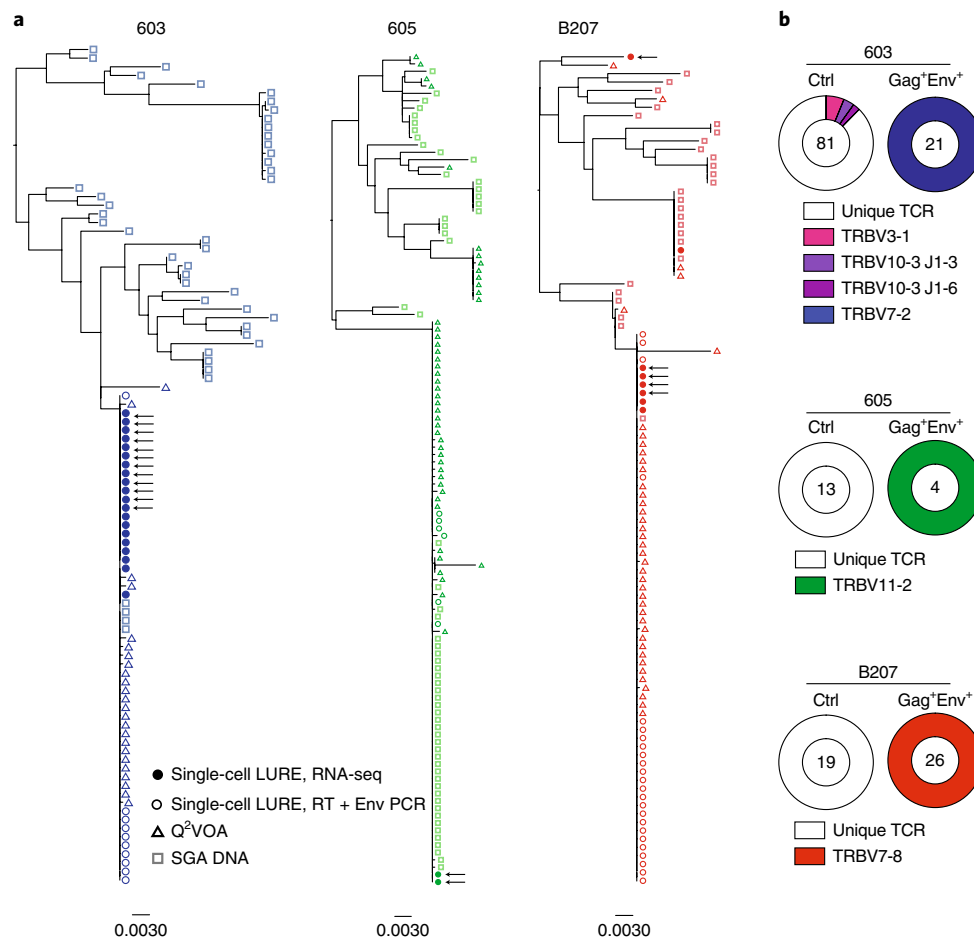 a
603
605
B207
Single-cell LURE, RNA-seq
Single-cell LURE, RT + Env PCR
Q²VOA
SGA DNA
0.0030
0.0030
0.0030
b
603
Ctrl
Gag⁺Env⁺
81
21
Unique TCR
TRBV3-1
TRBV10-3 J1-3
TRBV10-3 J1-6
TRBV7-2
605
Ctrl
Gag⁺Env⁺
13
4
Unique TCR
TRBV11-2
B207
Ctrl
Gag⁺Env⁺
19
26
Unique TCR
TRBV7-8